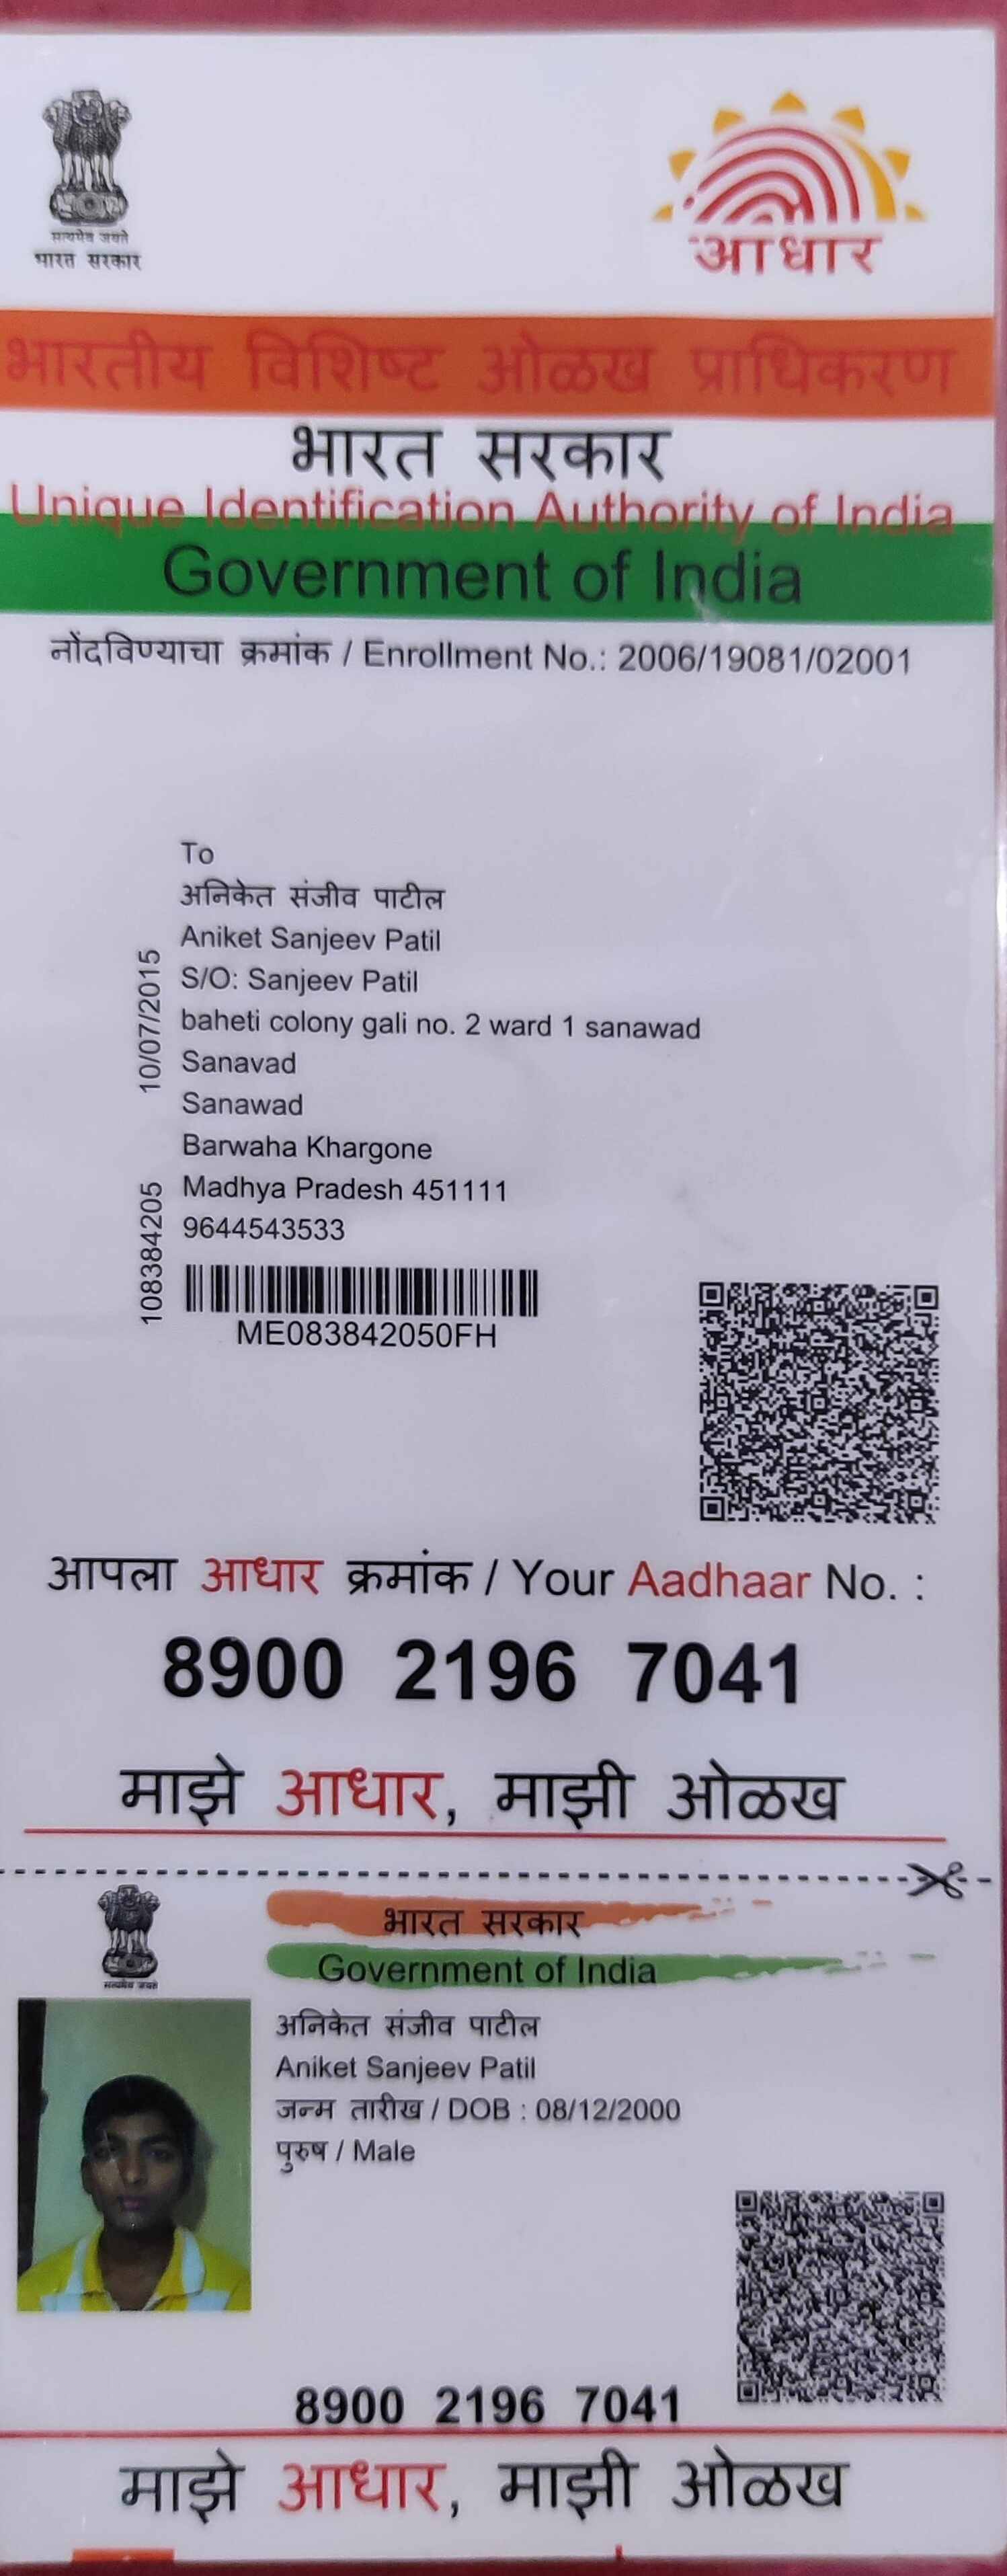 सत्यमेव जयते
भारत सरकार
आधार
भारतीय विशिष्ट ओळख प्राधिकरण
भारत सरकार
Unique Identification Authority of India
Government of India
नोंदविण्याचा क्रमांक / Enrollment No.: 2006/19081/02001
To
अनिकेत संजीव पाटील
Aniket Sanjeev Patil
S/O: Sanjeev Patil
baheti colony gali no. 2 ward 1 sanawad
Sanavad
Sanawad
Barwaha Khargone
Madhya Pradesh 451111
9644543533
10/07/2015
108384205
ME083842050FH
आपला आधार क्रमांक / Your Aadhaar No. :
8900 2196 7041
माझे आधार, माझी ओळख
सत्यमेव जयते
भारत सरकार
Government of India
अनिकेत संजीव पाटील
Aniket Sanjeev Patil
जन्म तारीख / DOB : 08/12/2000
पुरुष / Male
8900 2196 7041
माझे आधार, माझी ओळख